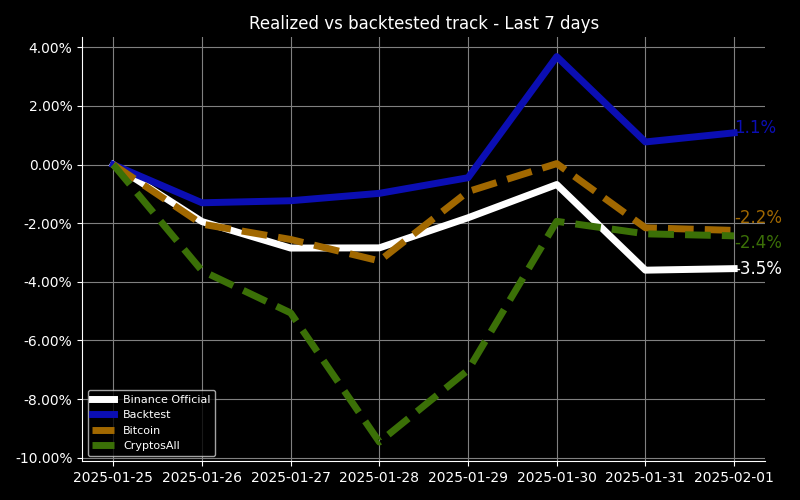 Realized vs backtested track - Last 7 days
4.00%
2.00%
0.00%
-2.00%
-4.00%
-6.00%
-8.00%
-10.00%
1.1%
-2.2%
-2.4%
-3.5%
Binance Official
Backtest
Bitcoin
CryptosAll
2025-01-25 2025-01-26 2025-01-27 2025-01-28 2025-01-29 2025-01-30 2025-01-31 2025-02-01